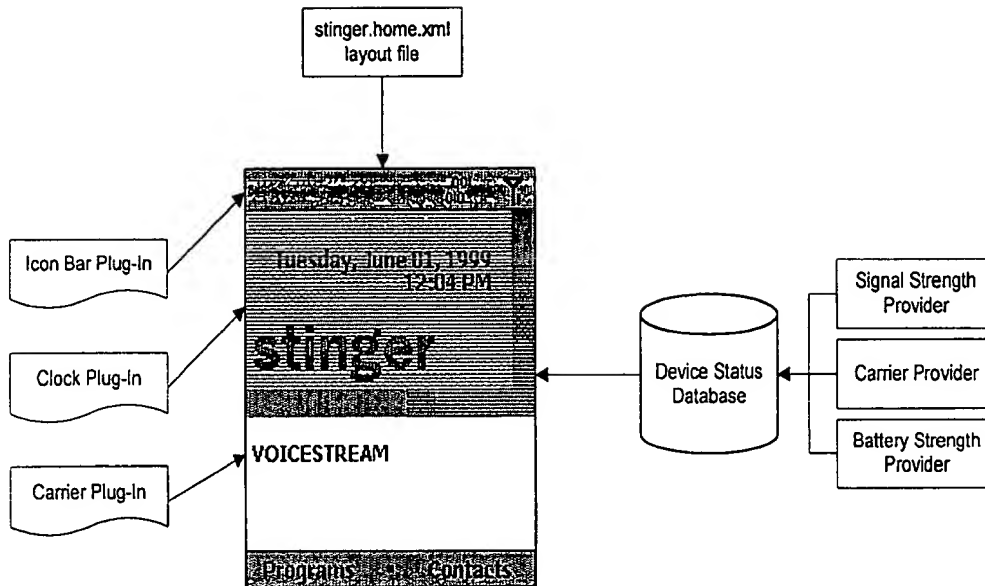 stinger.home.xml
layout file
Icon Bar Plug-In
Clock Plug-In
Carrier Plug-In
Tuesday, June 01, 1999
12:04 PM
stinger
VOICESTREAM
Programs
Contacts
Device Status
Database
Signal Strength
Provider
Carrier Provider
Battery Strength
Provider